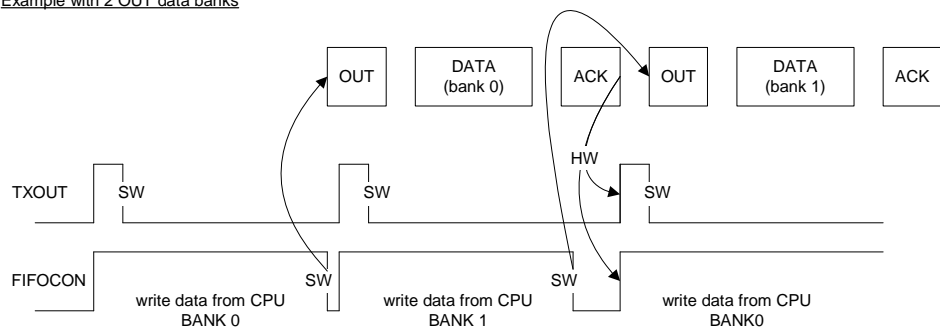 Example with 2 OUT data banks
OUT
DATA
(bank 0)
ACK
OUT
DATA
(bank 1)
ACK
HW
TXOUT
SW
SW
SW
FIFOCON
SW
SW
write data from CPU
BANK 0
write data from CPU
BANK 1
write data from CPU
BANK0